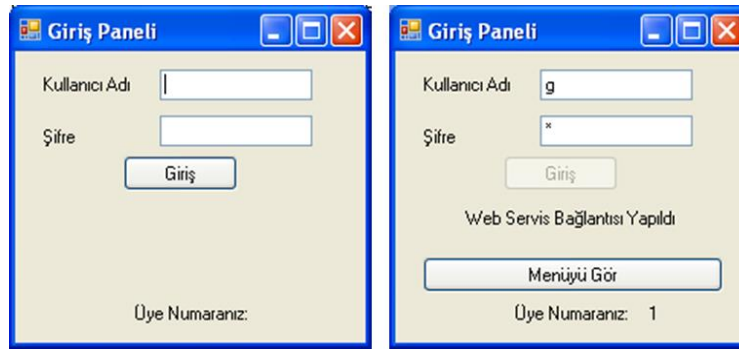 Giriş Paneli
Kullanıcı Adı
Şifre
Giriş
Üye Numaranız:
Giriş Paneli
Kullanıcı Adı g
Şifre *
Giriş
Web Servis Bağlantısı Yapıldı
Menüyü Gör
Üye Numaranız: 1